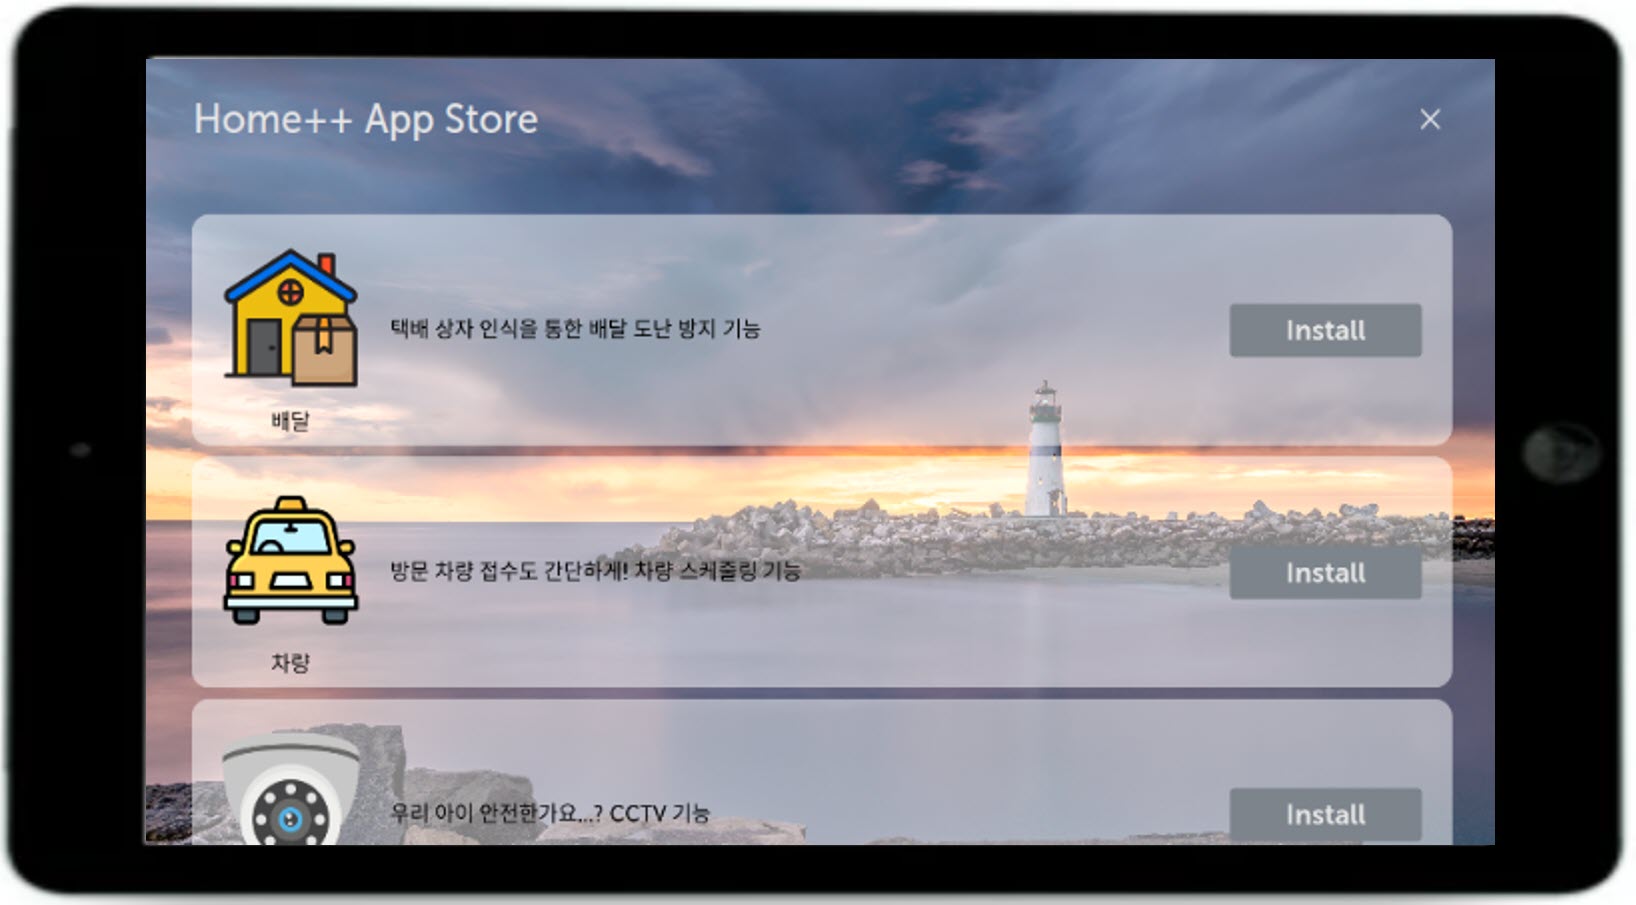 Home++ App Store
택배 상자 인식을 통한 배달 도난 방지 기능
Install
배달
방문 차량 접수도 간단하게! 차량 스케줄링 기능
Install
차량
우리 아이 안전한가요...? CCTV 기능
Install